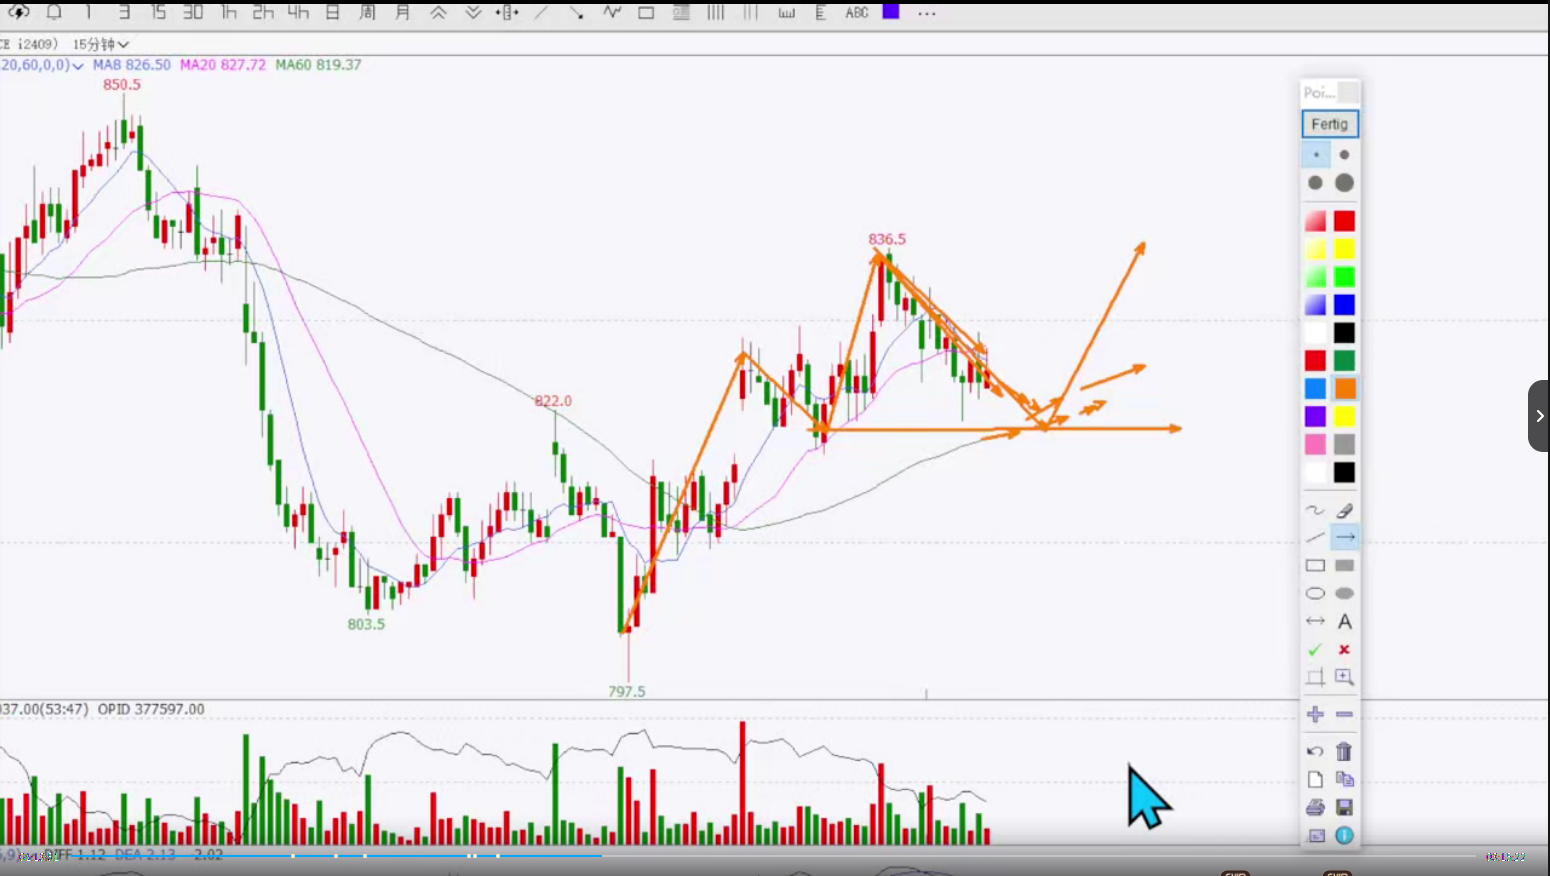 1 3 15 30 1h 2h 4h 日 周 月 ABC ...
CE i2409) 15分钟
20,60,0,0) MA8 826.50 MA20 827.72 MA60 819.37
850.5
Poi...
Fertig
836.5
822.0
803.5
797.5
A
037.00(53:47) OPID 377597.00
DIFF 1.12 DEA 2.13 -2.02